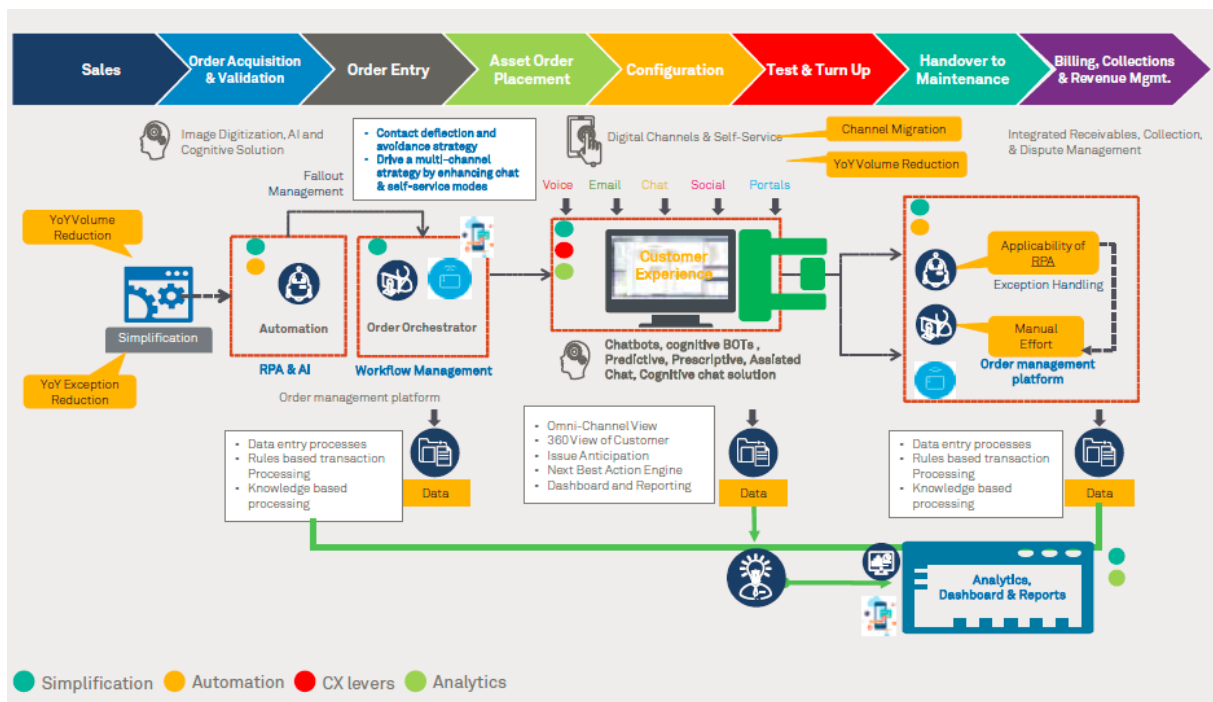 Sales
Order Acquisition
& Validation
Order Entry
Asset Order
Placement
Configuration
Test & Turn Up
Handover to
Maintenance
Billing, Collections
& Revenue Mgmt.
Image Digitization, AI and
Cognitive Solution
Fallout
Management
• Contact deflection and
avoidance strategy
• Drive a multi-channel
strategy by enhancing chat
& self-service modes
Digital Channels & Self-Service
Channel Migration
YoY Volume Reduction
Integrated Receivables, Collection,
& Dispute Management
Voice Email Chat Social Portals
YoY Volume
Reduction
Simplification
YoY Exception
Reduction
Automation
RPA & AI
Order Orchestrator
Workflow Management
Order management platform
Customer
Experience
Chatbots, cognitive BOTs ,
Predictive, Prescriptive, Assisted
Chat, Cognitive chat solution
Applicability of
RPA
Exception Handling
Manual
Effort
Order management
platform
• Data entry processes
• Rules based transaction
Processing
• Knowledge based
processing
Data
• Omni-Channel View
• 360 View of Customer
• Issue Anticipation
• Next Best Action Engine
• Dashboard and Reporting
Data
• Data entry processes
• Rules based transaction
Processing
• Knowledge based
processing
Data
Analytics,
Dashboard & Reports
Simplification Automation CX levers Analytics